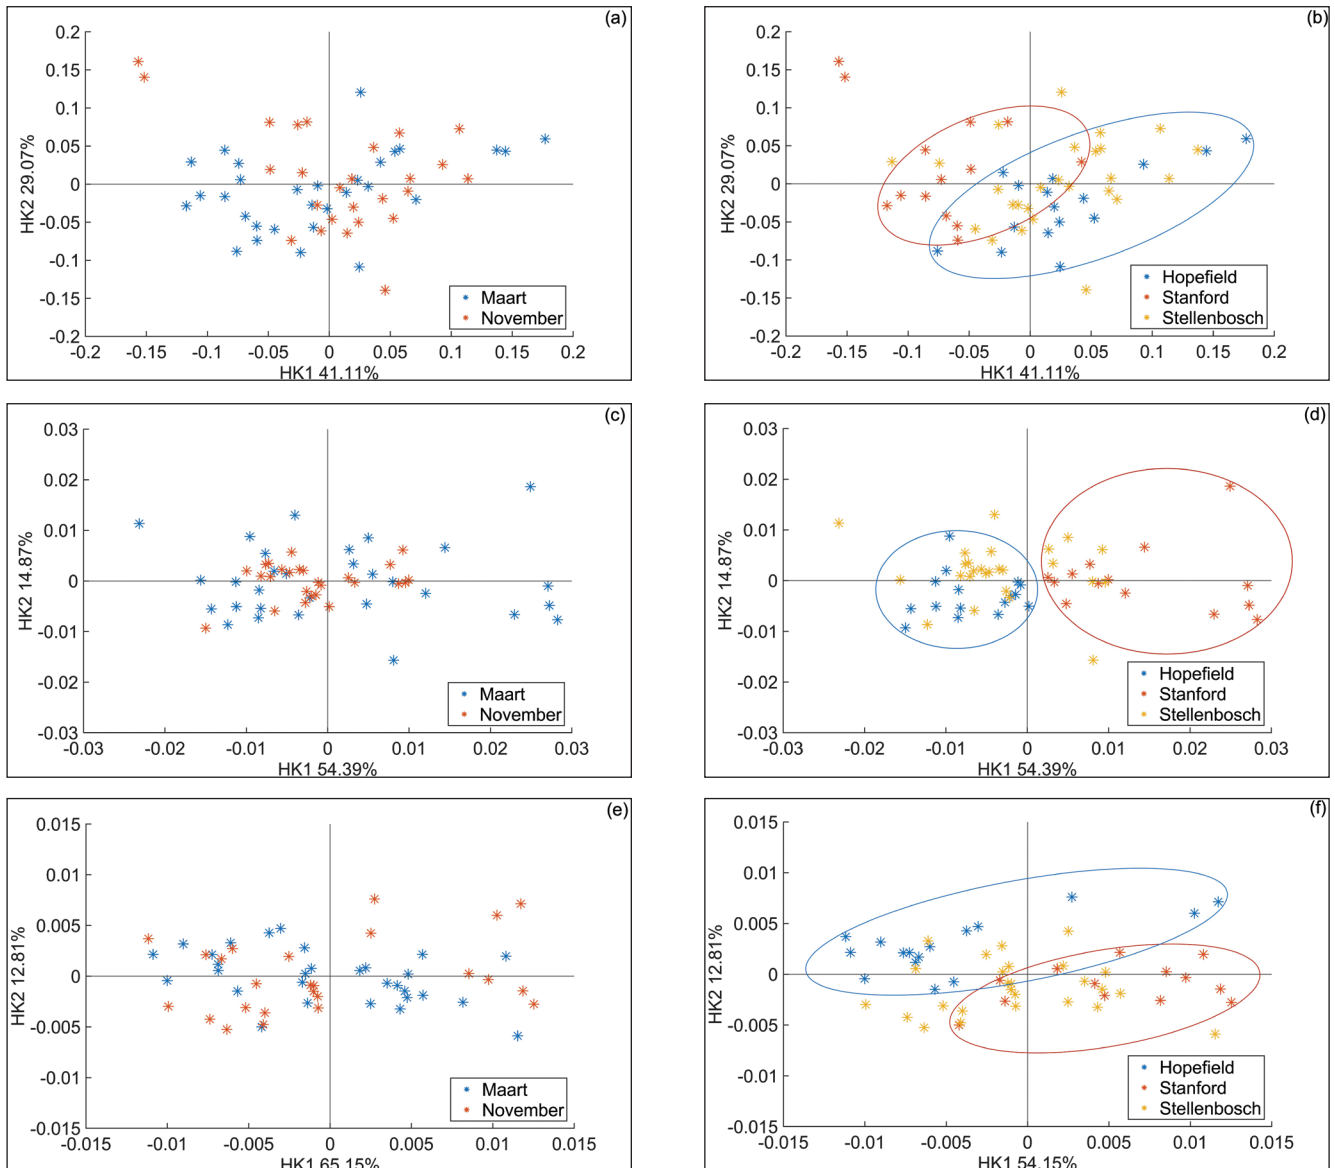 (a)
0.2
0.15
0.1
0.05
0
-0.05
-0.1
-0.15
-0.2
HK2 29.07%
-0.2 -0.15 -0.1 -0.05 0 0.05 0.1 0.15 0.2
HK1 41.11%
Maart
November
(b)
0.2
0.15
0.1
0.05
0
-0.05
-0.1
-0.15
-0.2
HK2 29.07%
-0.2 -0.15 -0.1 -0.05 0 0.05 0.1 0.15 0.2
HK1 41.11%
Hopefield
Stanford
Stellenbosch
(c)
0.03
0.02
0.01
0
-0.01
-0.02
-0.03
HK2 14.87%
-0.03 -0.02 -0.01 0 0.01 0.02 0.03
HK1 54.39%
Maart
November
(d)
0.03
0.02
0.01
0
-0.01
-0.02
-0.03
HK2 14.87%
-0.03 -0.02 -0.01 0 0.01 0.02 0.03
HK1 54.39%
Hopefield
Stanford
Stellenbosch
(e)
0.015
0.01
0.005
0
-0.005
-0.01
-0.015
HK2 12.81%
-0.015 -0.01 -0.005 0 0.005 0.01 0.015
HK1 65.15%
Maart
November
(f)
0.015
0.01
0.005
0
-0.005
-0.01
-0.015
HK2 12.81%
-0.015 -0.01 -0.005 0 0.005 0.01 0.015
HK1 54.15%
Hopefield
Stanford
Stellenbosch